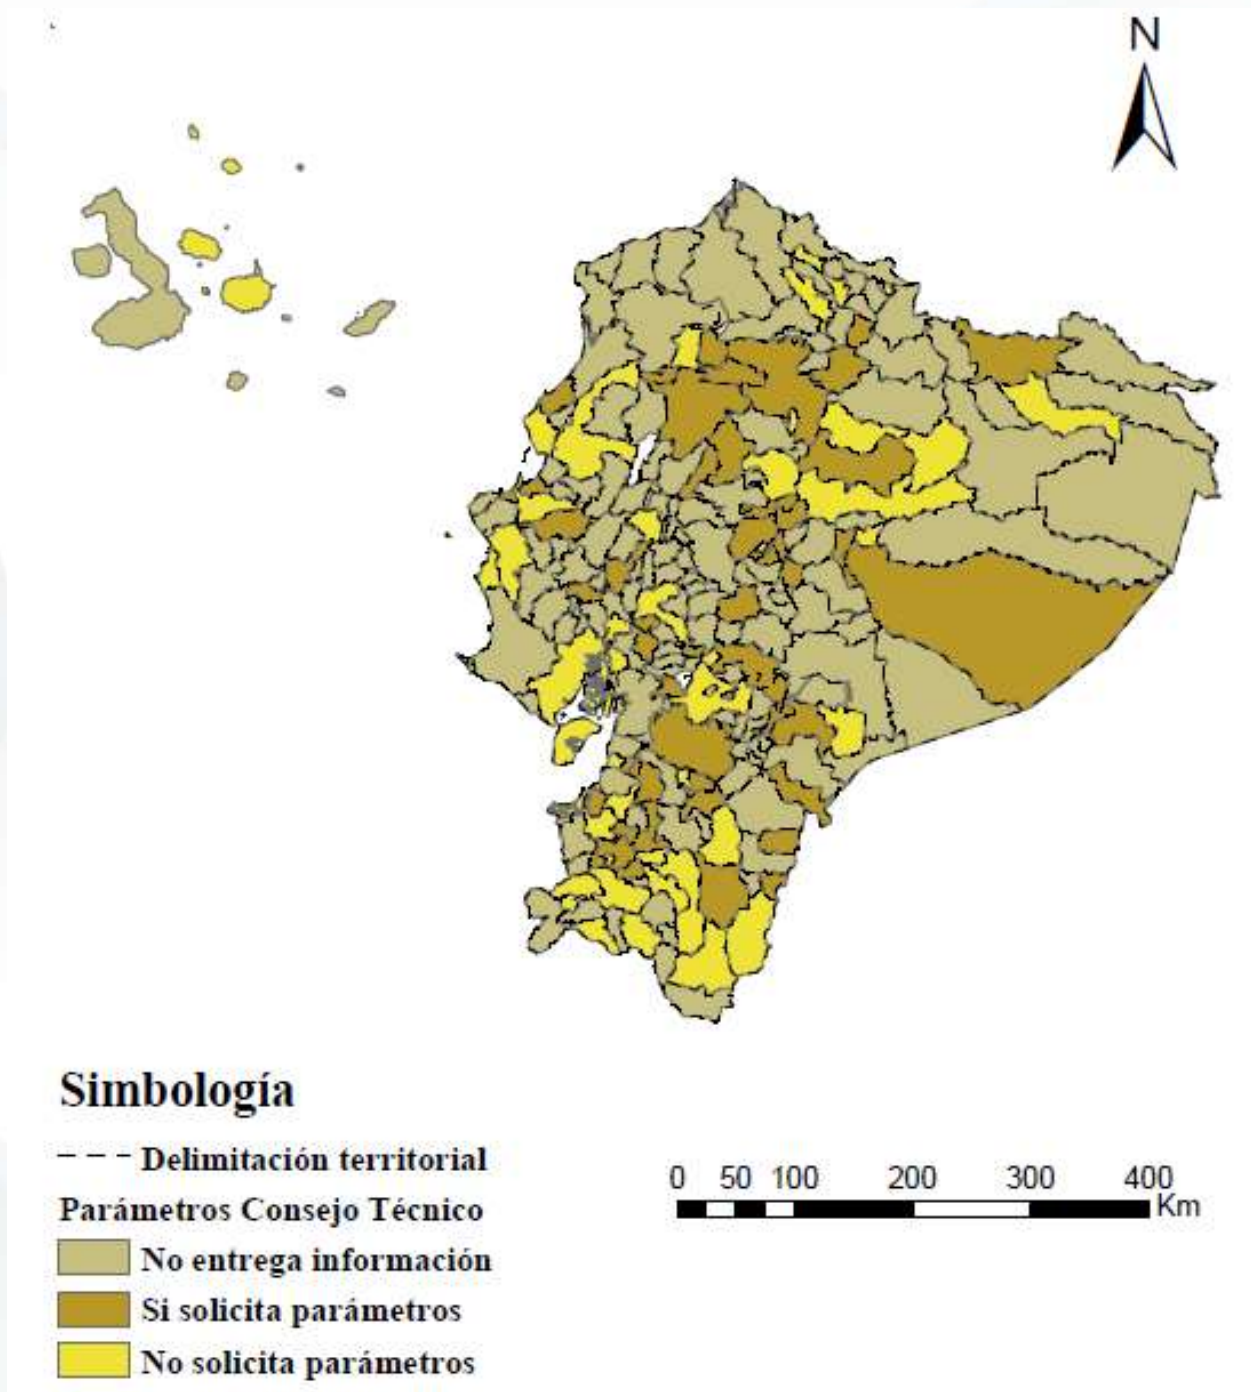 N
Simbología
Delimitación territorial
Parámetros Consejo Técnico
No entrega información
Si solicita parámetros
No solicita parámetros
0 50 100 200 300 400
Km